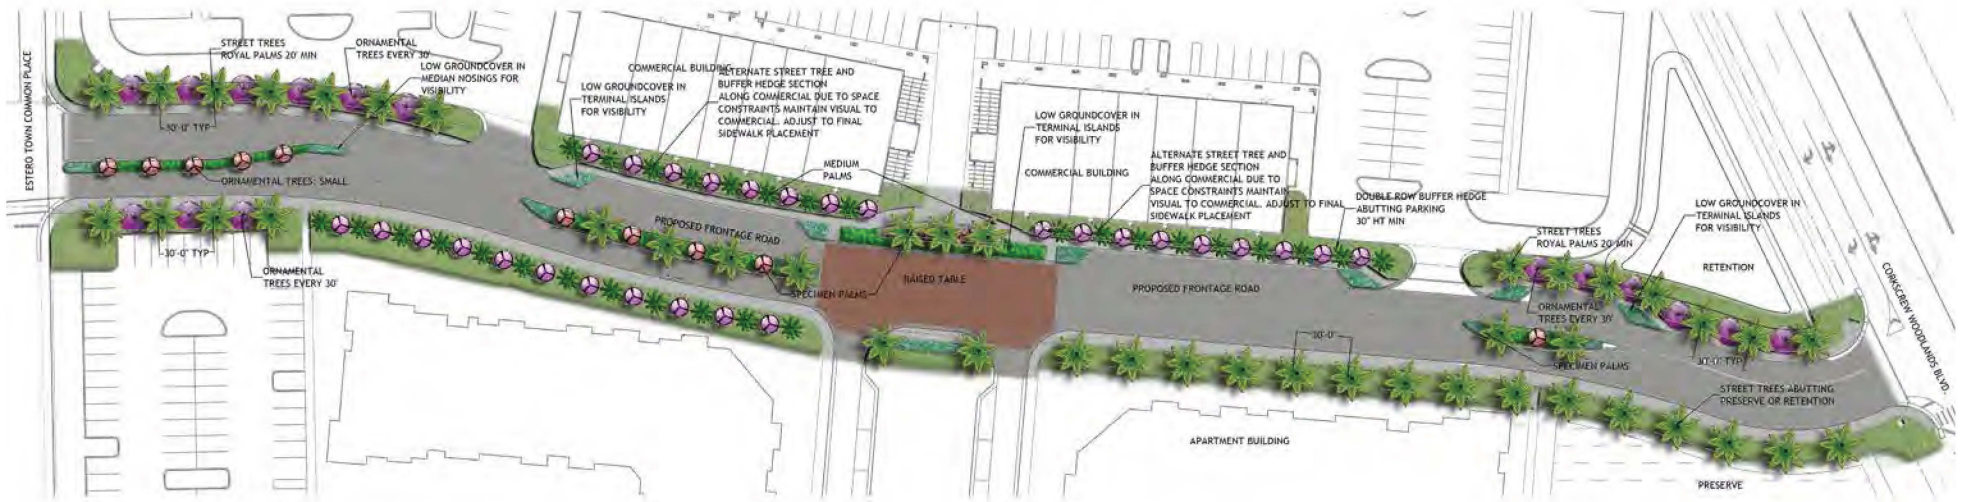 ESTERO TOWN COMMON PLACE
STREET TREES
ROYAL PALMS 20' MIN
ORNAMENTAL
TREES EVERY 30'
LOW GROUNDCOVER IN
MEDIAN NOSINGS FOR
VISIBILITY
30'-0" TYP
ORNAMENTAL TREES: SMALL
30'-0" TYP
ORNAMENTAL
TREES EVERY 30'
COMMERCIAL BUILDING
LOW GROUNDCOVER IN
TERMINAL ISLANDS
FOR VISIBILITY
ALTERNATE STREET TREE AND
BUFFER HEDGE SECTION
ALONG COMMERCIAL DUE TO SPACE
CONSTRAINTS MAINTAIN VISUAL TO
COMMERCIAL. ADJUST TO FINAL
SIDEWALK PLACEMENT
MEDIUM
PALMS
PROPOSED FRONTAGE ROAD
SPECIMEN PALMS
RAISED TABLE
LOW GROUNDCOVER IN
TERMINAL ISLANDS
FOR VISIBILITY
COMMERCIAL BUILDING
ALTERNATE STREET TREE AND
BUFFER HEDGE SECTION
ALONG COMMERCIAL DUE TO
SPACE CONSTRAINTS MAINTAIN
VISUAL TO COMMERCIAL. ADJUST TO FINAL
SIDEWALK PLACEMENT
DOUBLE ROW BUFFER HEDGE
ABUTTING PARKING
30" HT MIN
PROPOSED FRONTAGE ROAD
30'-0"
STREET TREES
ROYAL PALMS 20' MIN
LOW GROUNDCOVER IN
TERMINAL ISLANDS
FOR VISIBILITY
RETENTION
ORNAMENTAL
TREES EVERY 30'
SPECIMEN PALMS
30'-0" TYP
STREET TREES ABUTTING
PRESERVE OR RETENTION
CORKSCREW WOODLANDS BLVD.
APARTMENT BUILDING
PRESERVE